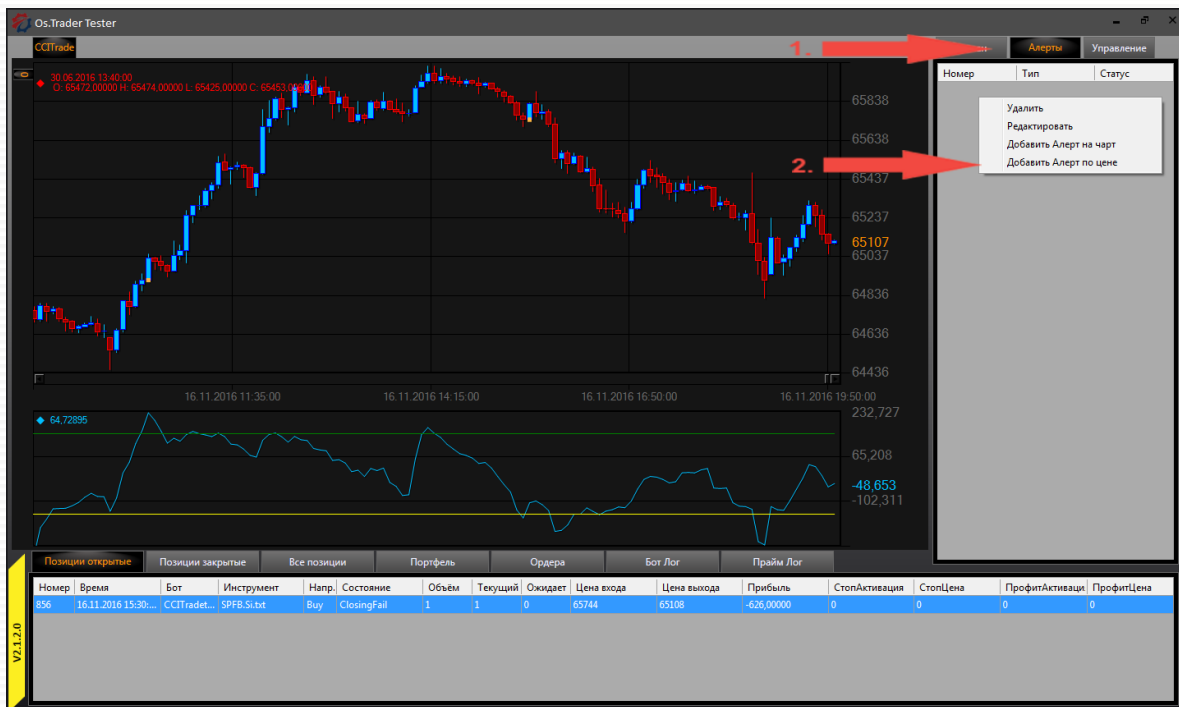 Os.Trader Tester
CCITrade
1.
Алерты
Управление
30.06.2016 13:40:00
O: 65472.00000 H: 65474.00000 L: 65425.00000 C: 65453.0
Номер Тип Статус
Удалить
Редактировать
Добавить Алерт на чарт
Добавить Алерт по цене
2.
65838
65638
65437
65237
65107
65037
64836
64636
64436
16.11.2016 11:35:00 16.11.2016 14:15:00 16.11.2016 16:50:00 16.11.2016 19:50:00
64,72895
232,727
65,208
-48,653
-102,311
Позиции открытые Позиции закрытые Все позиции Портфель Ордера Бот Лог Прайм Лог
Номер Время Бот Инструмент Напр. Состояние Объём Текущий Ожидает Цена входа Цена выхода Прибыль СтопАктивация СтопЦена ПрофитАктиваци ПрофитЦена
856 16.11.2016 15:30:... CCITradet... SPFB.Si.txt Buy ClosingFail 1 1 0 65744 65108 -626,00000 0 0 0 0
V2.1.2.0